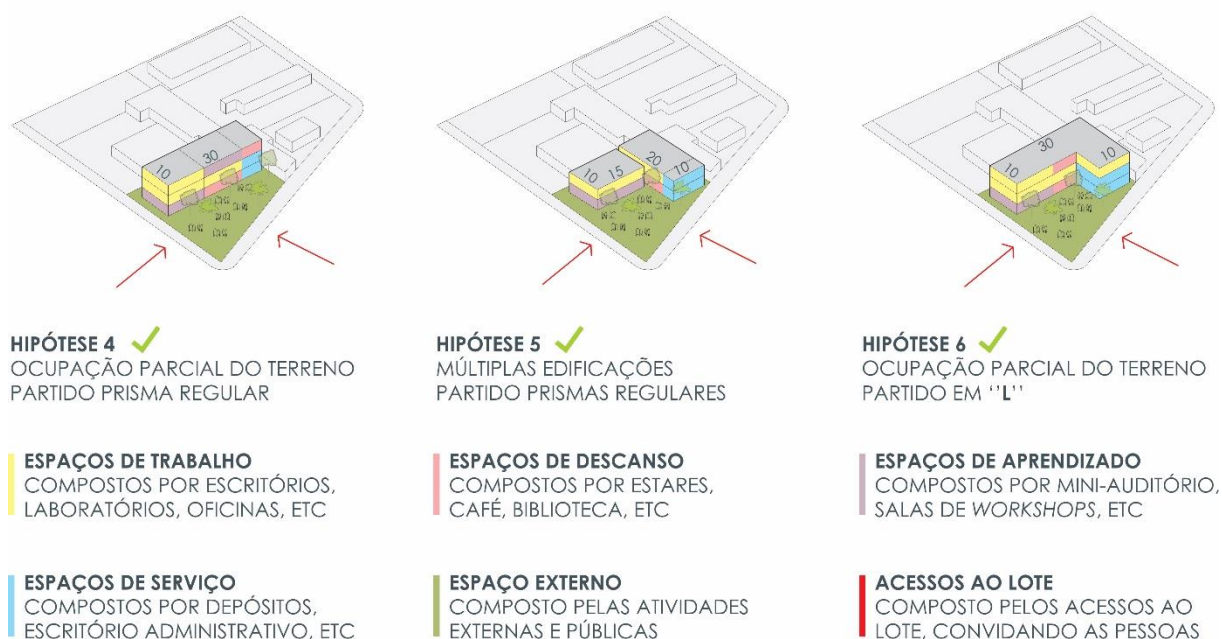 10
30
10
15
20
10
10
30
10
HIPÓTESE 4
OCUPAÇÃO PARCIAL DO TERRENO
PARTIDO PRISMA REGULAR
HIPÓTESE 5
MÚLTIPLAS EDIFICAÇÕES
PARTIDO PRISMAS REGULARES
HIPÓTESE 6
OCUPAÇÃO PARCIAL DO TERRENO
PARTIDO EM ‘’L’’
ESPAÇOS DE TRABALHO
COMPOSTOS POR ESCRITÓRIOS,
LABORATÓRIOS, OFICINAS, ETC
ESPAÇOS DE DESCANSO
COMPOSTOS POR ESTARES,
CAFÉ, BIBLIOTECA, ETC
ESPAÇOS DE APRENDIZADO
COMPOSTOS POR MINI-AUDITÓRIO,
SALAS DE WORKSHOPS, ETC
ESPAÇOS DE SERVIÇO
COMPOSTOS POR DEPÓSITOS,
ESCRITÓRIO ADMINISTRATIVO, ETC
ESPAÇO EXTERNO
COMPOSTO PELAS ATIVIDADES
EXTERNAS E PÚBLICAS
ACESSOS AO LOTE
COMPOSTO PELOS ACESSOS AO
LOTE, CONVIDANDO AS PESSOAS